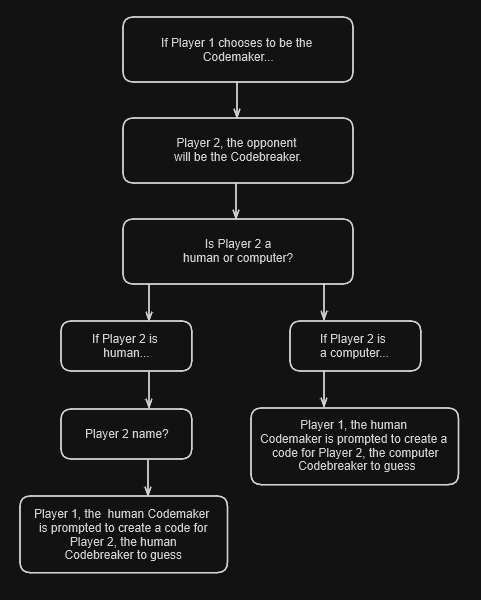 If Player 1 chooses to be the
Codemaker...
Player 2, the opponent
will be the Codebreaker.
Is Player 2 a
human or computer?
If Player 2 is
human...
If Player 2 is
a computer...
Player 2 name?
Player 1, the human
Codemaker is prompted to create a
code for Player 2, the computer
Codebreaker to guess
Player 1, the  human Codemaker
is prompted to create a code for
Player 2, the human
Codebreaker to guess